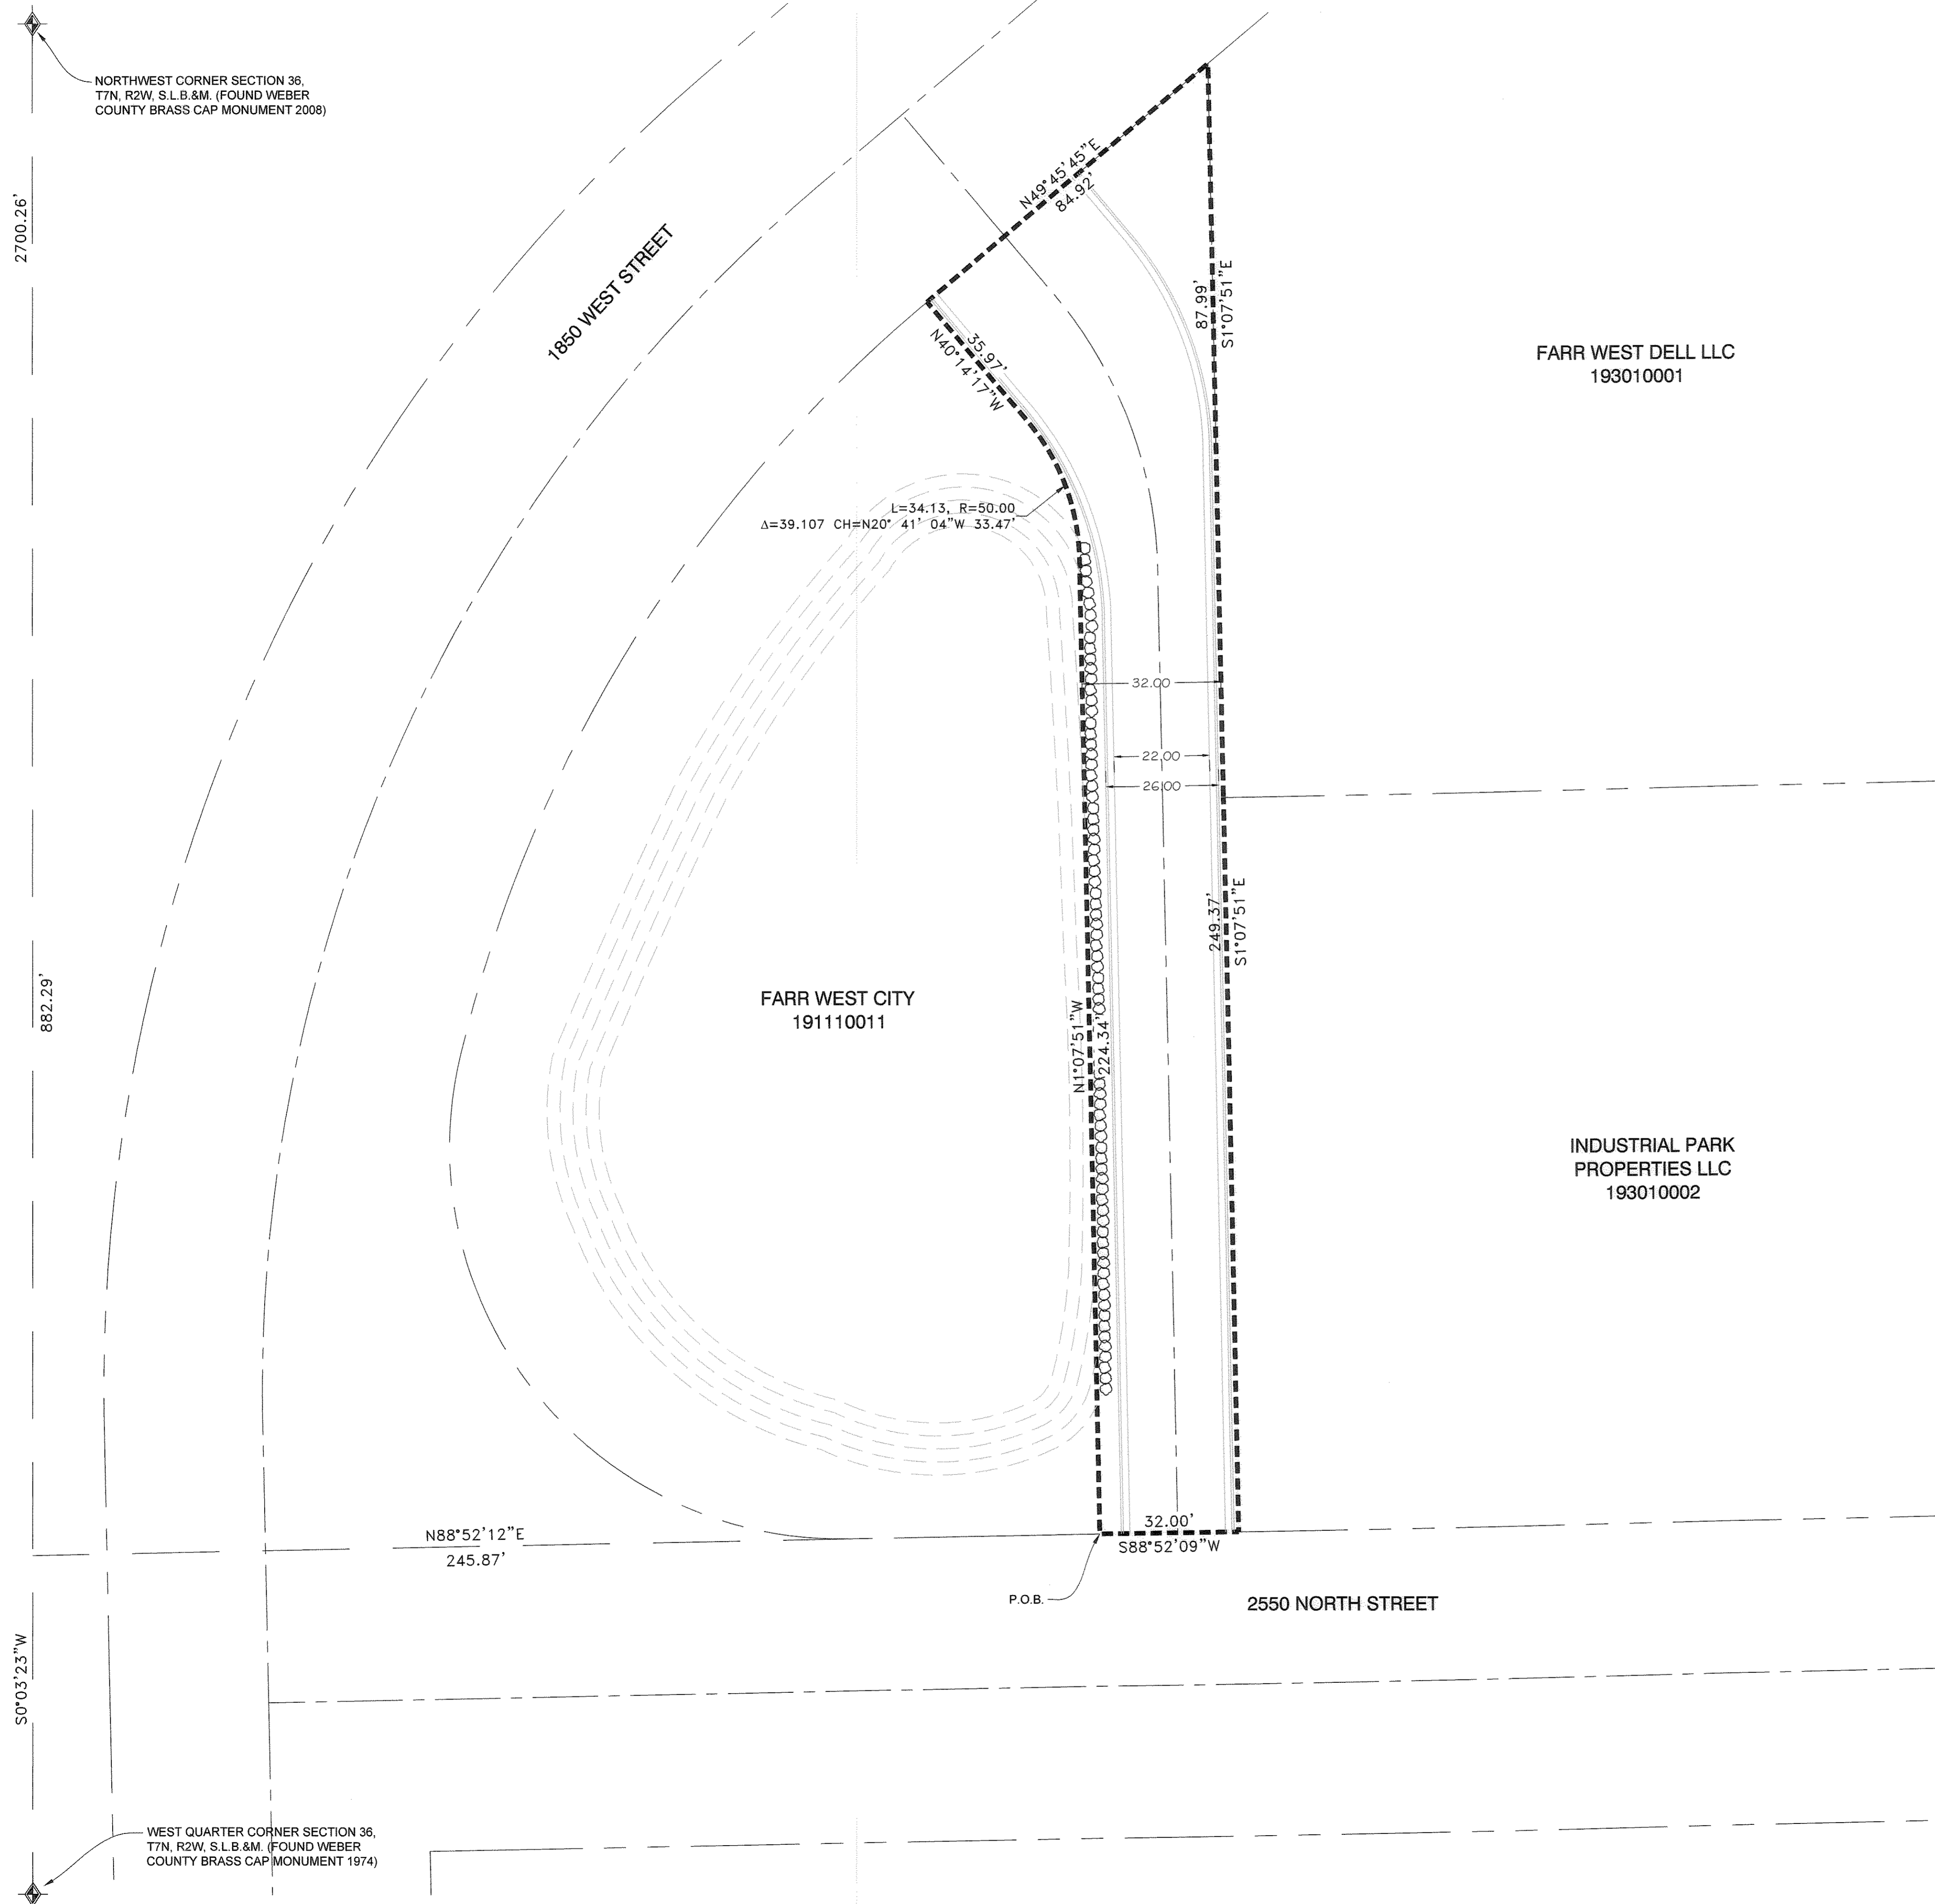 NORTHWEST CORNER SECTION 36,
T7N, R2W, S.L.B.&M. (FOUND WEBER
COUNTY BRASS CAP MONUMENT 2008)
2700.26'
1850 WEST STREET
N49°45'45"E
84.92'
87.99'
S1°07'51"E
FARR WEST DELL LLC
193010001
35.97'
N40°14'17"W
L=34.13, R=50.00
Δ=39.107 CH=N20° 41' 04"W 33.47'
32.00
22.00
26.00
249.37'
S1°07'51"E
882.29'
FARR WEST CITY
191110011
N1°07'51"W
224.34'
INDUSTRIAL PARK
PROPERTIES LLC
193010002
N88°52'12"E
245.87'
32.00'
S88°52'09"W
P.O.B.
2550 NORTH STREET
S0°03'23"W
WEST QUARTER CORNER SECTION 36,
T7N, R2W, S.L.B.&M. (FOUND WEBER
COUNTY BRASS CAP MONUMENT 1974)